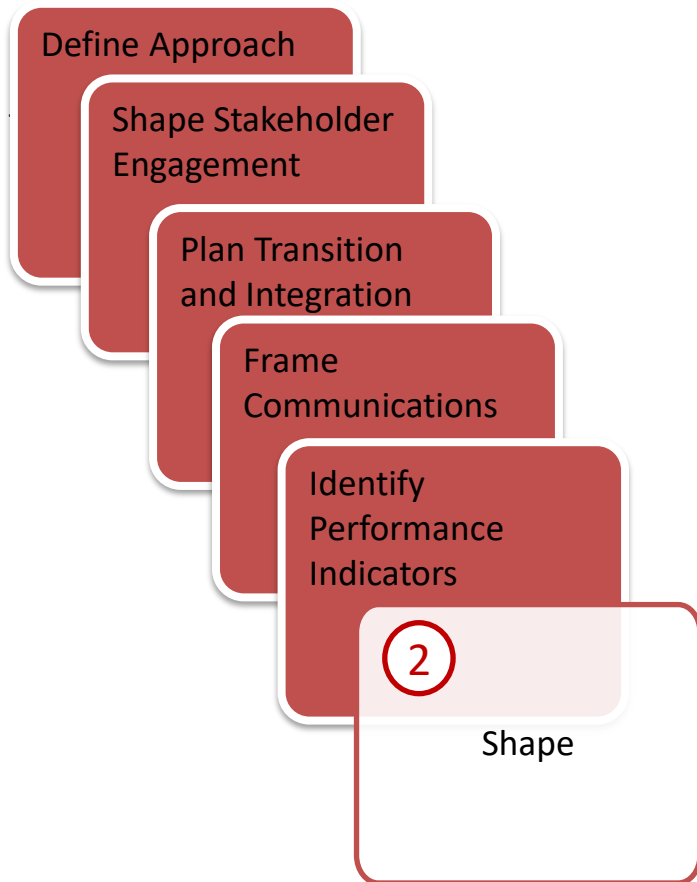 Define Approach
Shape Stakeholder
Engagement
Plan Transition
and Integration
Frame
Communications
Identify
Performance
Indicators
2
Shape